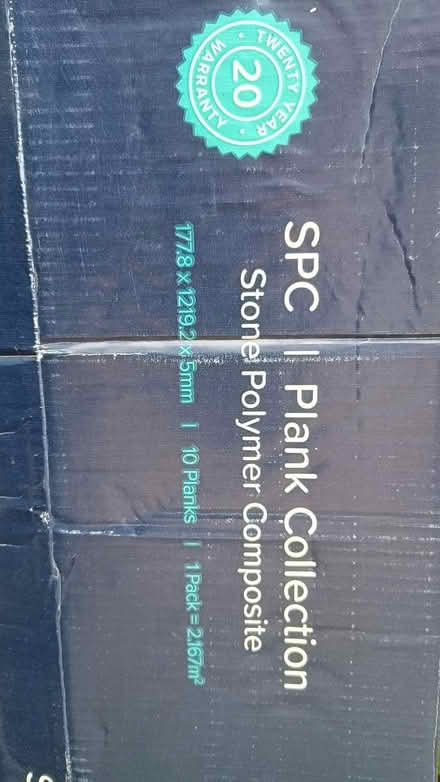 TWENTY YEAR
20
WARRANTY
SPC | Plank Collection
Stone Polymer Composite
177.8 x 1219.2 x 5mm | 10 Planks | 1 Pack = 2.167m²
S